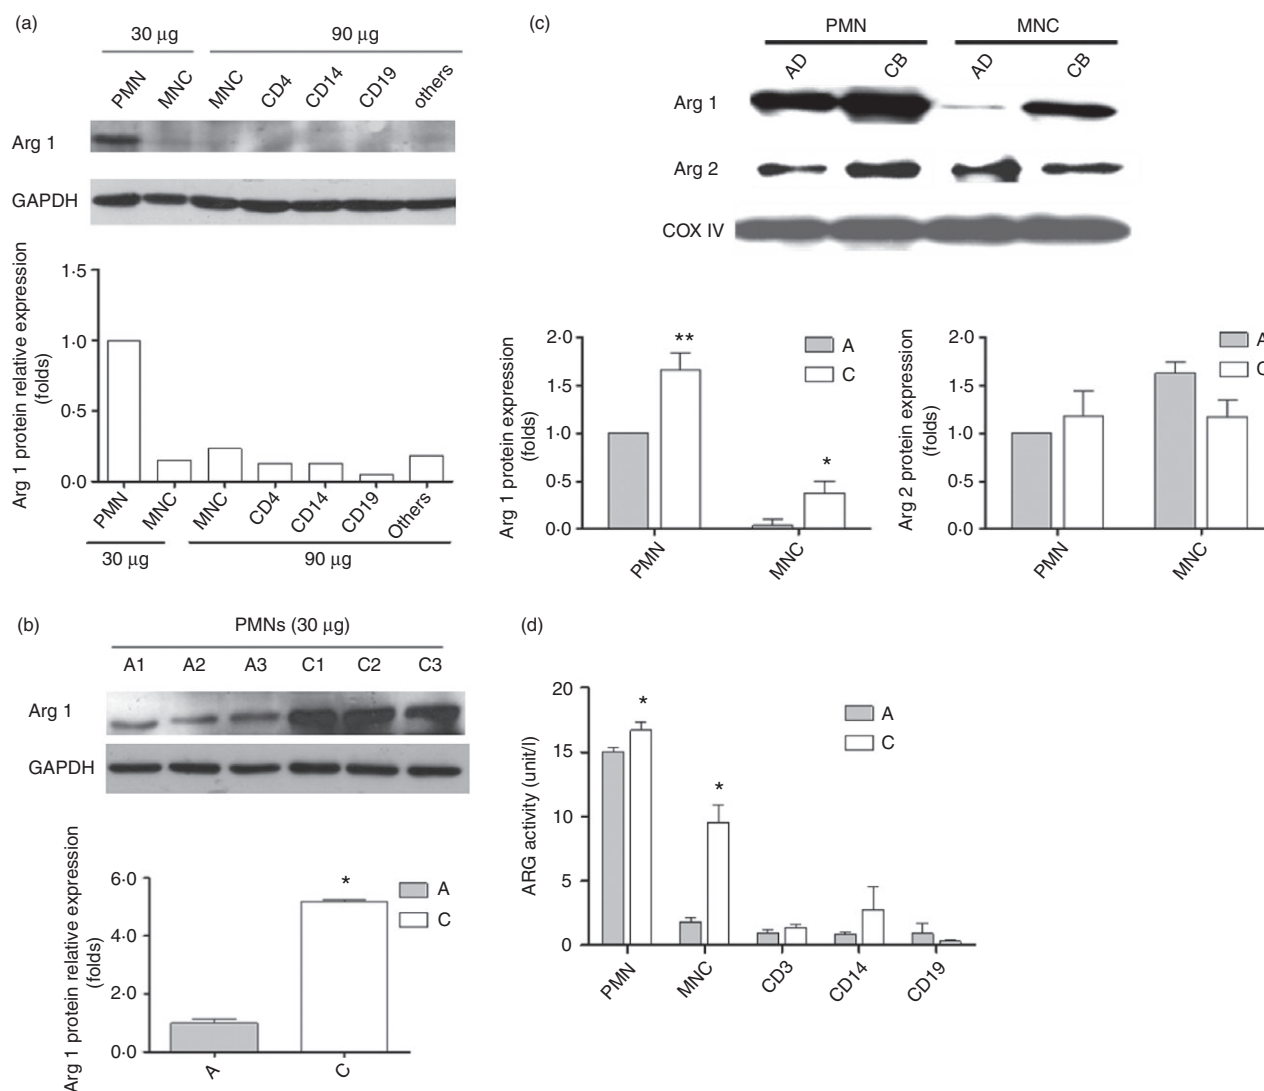 (a)
30 μg 90 μg
PMN MNC MNC CD4 CD14 CD19 others
Arg 1
GAPDH
Arg 1 protein relative expression
(folds)
1·5
1·0
0·5
0·0
PMN MNC MNC CD4 CD14 CD19 Others
30 μg 90 μg
(b)
PMNs (30 μg)
A1 A2 A3 C1 C2 C3
Arg 1
GAPDH
Arg 1 protein relative expression
(folds)
6·0
4·0
2·0
0·0
A C
A
C
(c)
PMN MNC
AD CB AD CB
Arg 1
Arg 2
COX IV
Arg 1 protein expression
(folds)
2·0
1·5
1·0
0·5
0·0
** *
PMN MNC
A
C
Arg 2 protein expression
(folds)
2·0
1·5
1·0
0·5
0·0
PMN MNC
A
C
(d)
ARG activity (unit/l)
20
15
10
5
0
* *
PMN MNC CD3 CD14 CD19
A
C